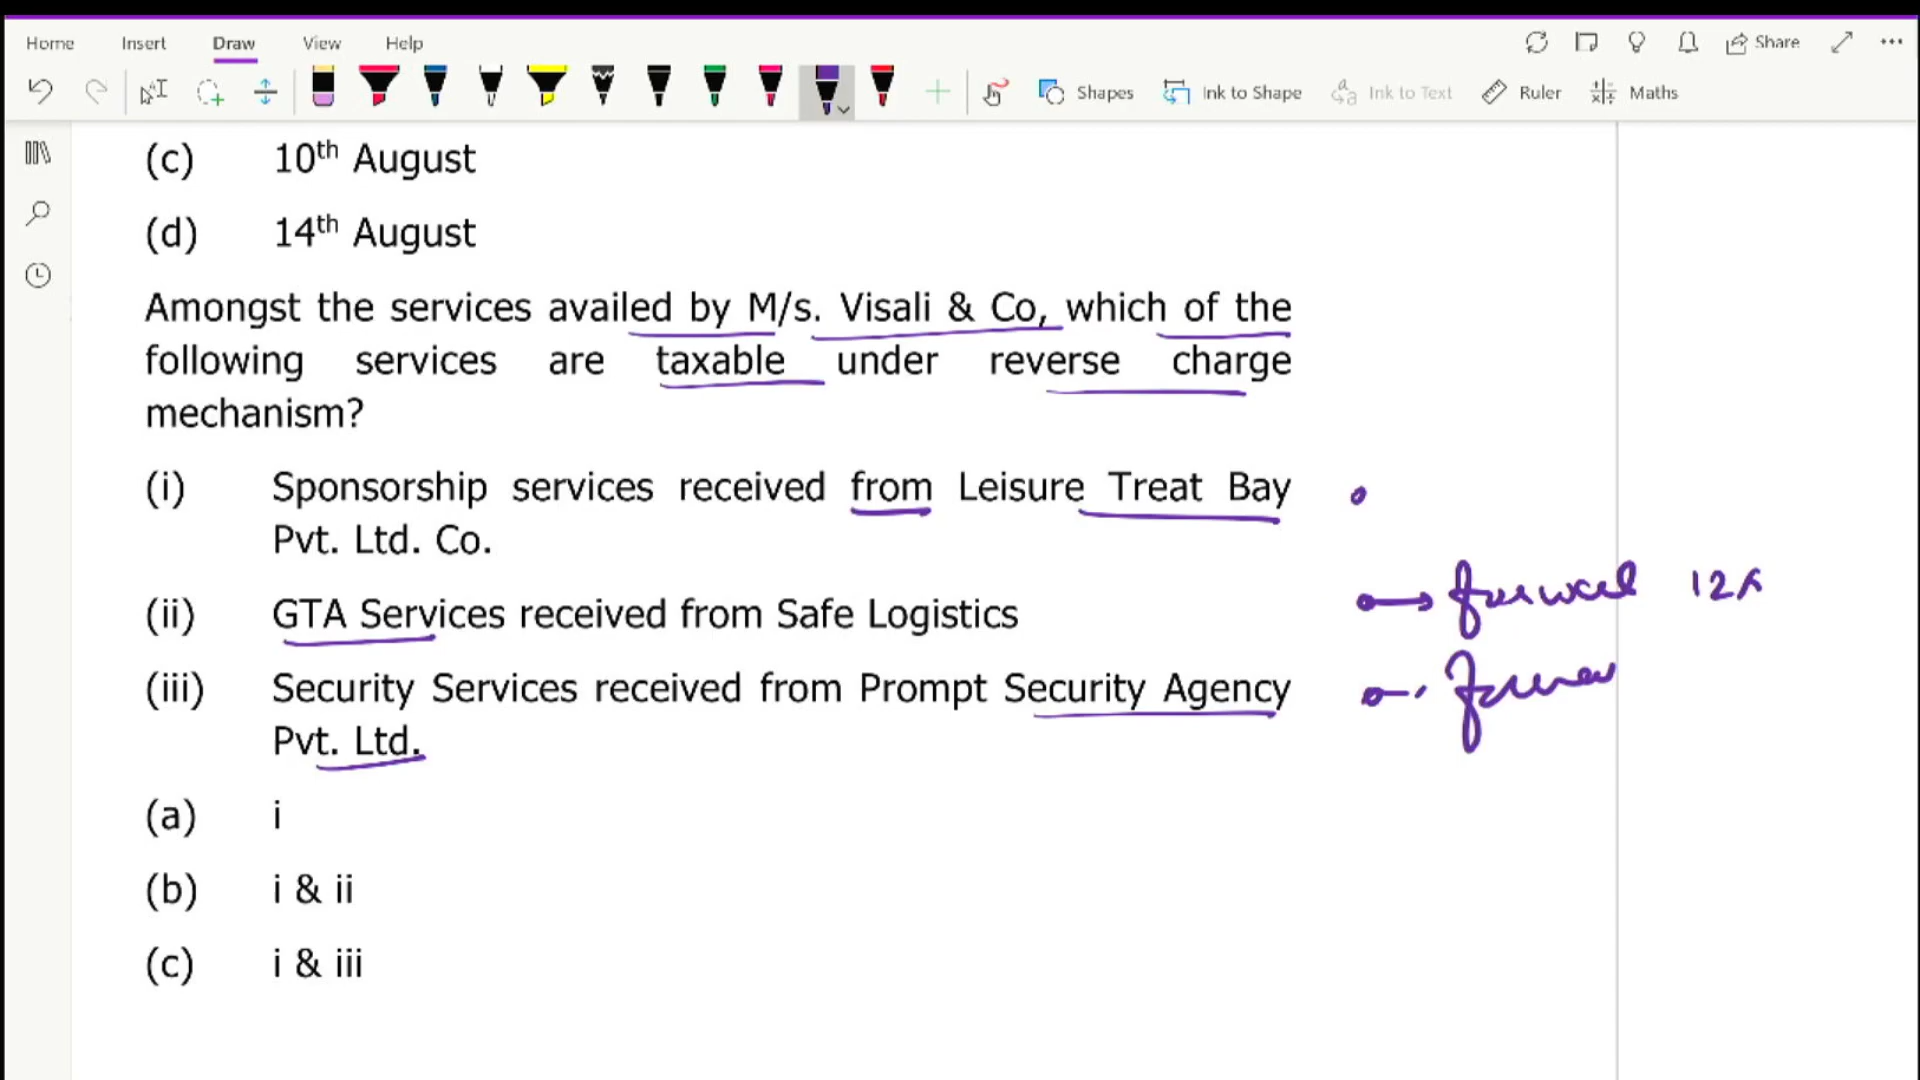 Home Insert Draw View Help Share
Shapes Ink to Shape Ink to Text Ruler Maths
(c) 10th August
(d) 14th August
Amongst the services availed by M/s. Visali & Co, which of the
following services are taxable under reverse charge
mechanism?
(i) Sponsorship services received from Leisure Treat Bay
Pvt. Ltd. Co.
forward 12%
(ii) GTA Services received from Safe Logistics
(iii) Security Services received from Prompt Security Agency
Pvt. Ltd.
(a) i
(b) i & ii
(c) i & iii